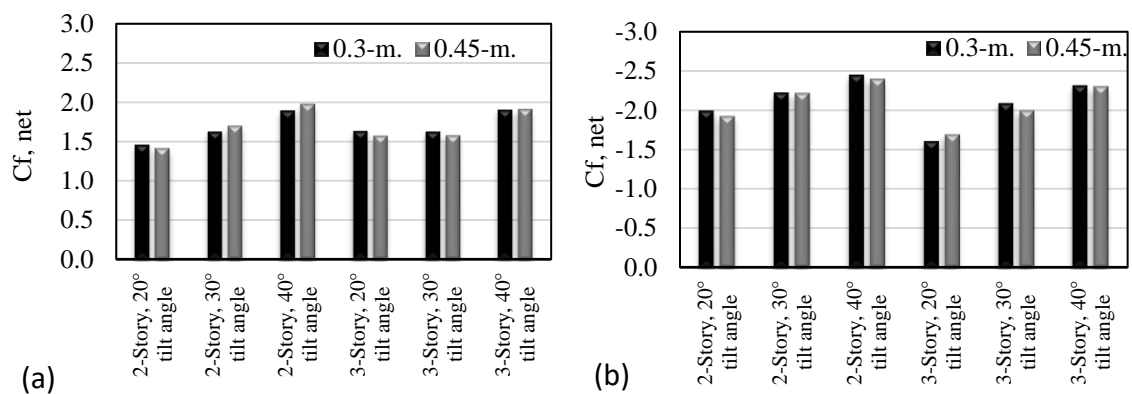 3.0
2.5
2.0
1.5
1.0
0.5
0.0
Cf, net
0.3-m. 0.45-m.
2-Story, 20°
tilt angle
2-Story, 30°
tilt angle
2-Story, 40°
tilt angle
3-Story, 20°
tilt angle
3-Story, 30°
tilt angle
3-Story, 40°
tilt angle
(a)
-3.0
-2.5
-2.0
-1.5
-1.0
-0.5
0.0
Cf, net
0.3-m. 0.45-m.
2-Story, 20°
tilt angle
2-Story, 30°
tilt angle
2-Story, 40°
tilt angle
3-Story, 20°
tilt angle
3-Story, 30°
tilt angle
3-Story, 40°
tilt angle
(b)